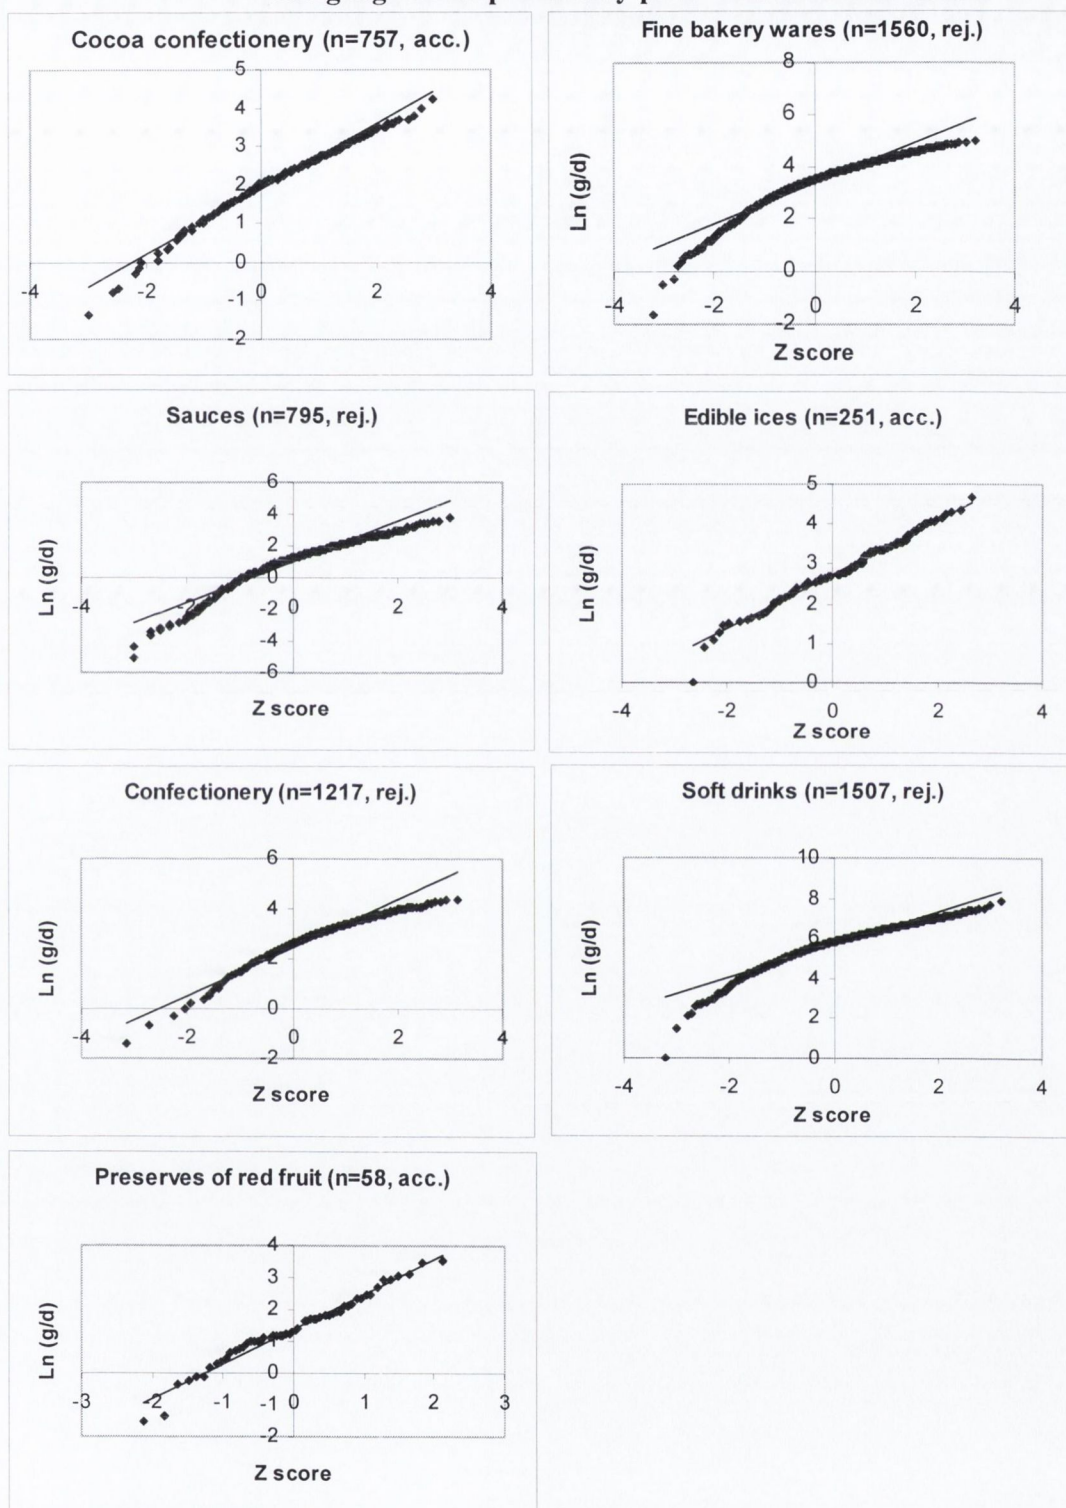 Cocoa confectionery (n=757, acc.)
5
4
3
2
1
0
-1
-2
-4 -2 0 2 4
Fine bakery wares (n=1560, rej.)
8
6
4
2
0
-2
-4 -2 0 2 4
Ln (g/d)
Z score
Sauces (n=795, rej.)
6
4
2
0
-2
-4
-6
-4 -2 0 2 4
Ln (g/d)
Z score
Edible ices (n=251, acc.)
5
4
3
2
1
0
-4 -2 0 2 4
Ln (g/d)
Z score
Confectionery (n=1217, rej.)
6
4
2
0
-2
-4 -2 0 2 4
Ln (g/d)
Z score
Soft drinks (n=1507, rej.)
10
8
6
4
2
0
-4 -2 0 2 4
Ln (g/d)
Z score
Preserves of red fruit (n=58, acc.)
4
3
2
1
0
-1
-2
-3 -2 -1 0 1 2 3
Ln (g/d)
Z score